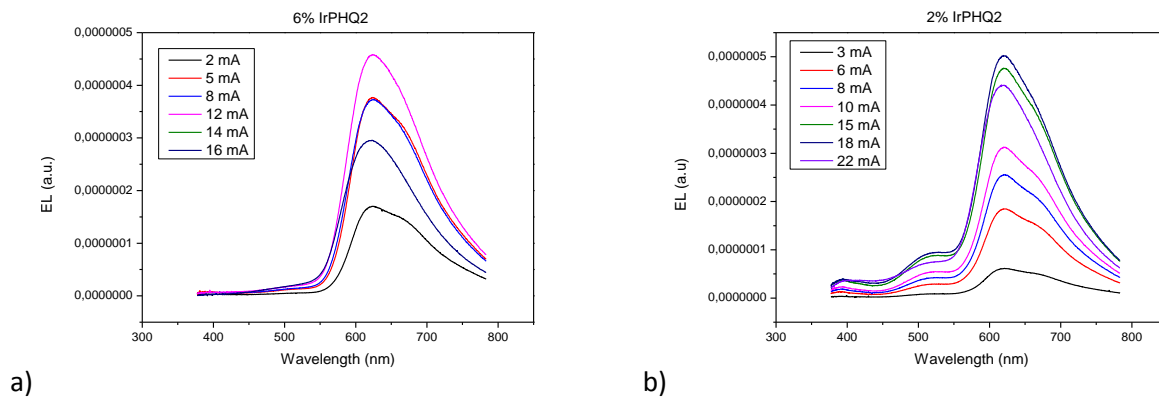 6% IrPHQ2
0,0000005
0,0000004
0,0000003
0,0000002
0,0000001
0,0000000
EL (a.u.)
2 mA
5 mA
8 mA
12 mA
14 mA
16 mA
300 400 500 600 700 800
Wavelength (nm)
a)
2% IrPHQ2
0,0000005
0,0000004
0,0000003
0,0000002
0,0000001
0,0000000
EL (a.u)
3 mA
6 mA
8 mA
10 mA
15 mA
18 mA
22 mA
300 400 500 600 700 800
Wavelength (nm)
b)